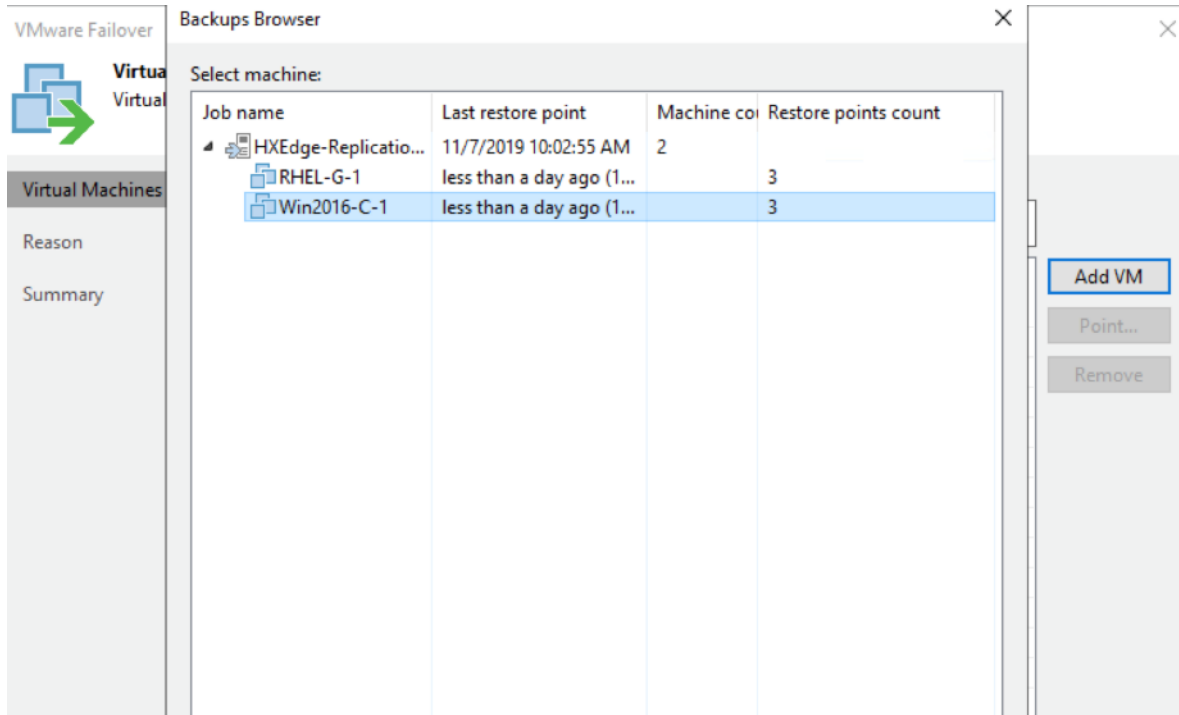 VMware Failover
Backups Browser
Virtua
Virtual
Select machine:
Job name Last restore point Machine cou Restore points count
HXEdge-Replicatio... 11/7/2019 10:02:55 AM 2
RHEL-G-1 less than a day ago (1... 3
Win2016-C-1 less than a day ago (1... 3
Virtual Machines
Reason
Summary
Add VM
Point...
Remove